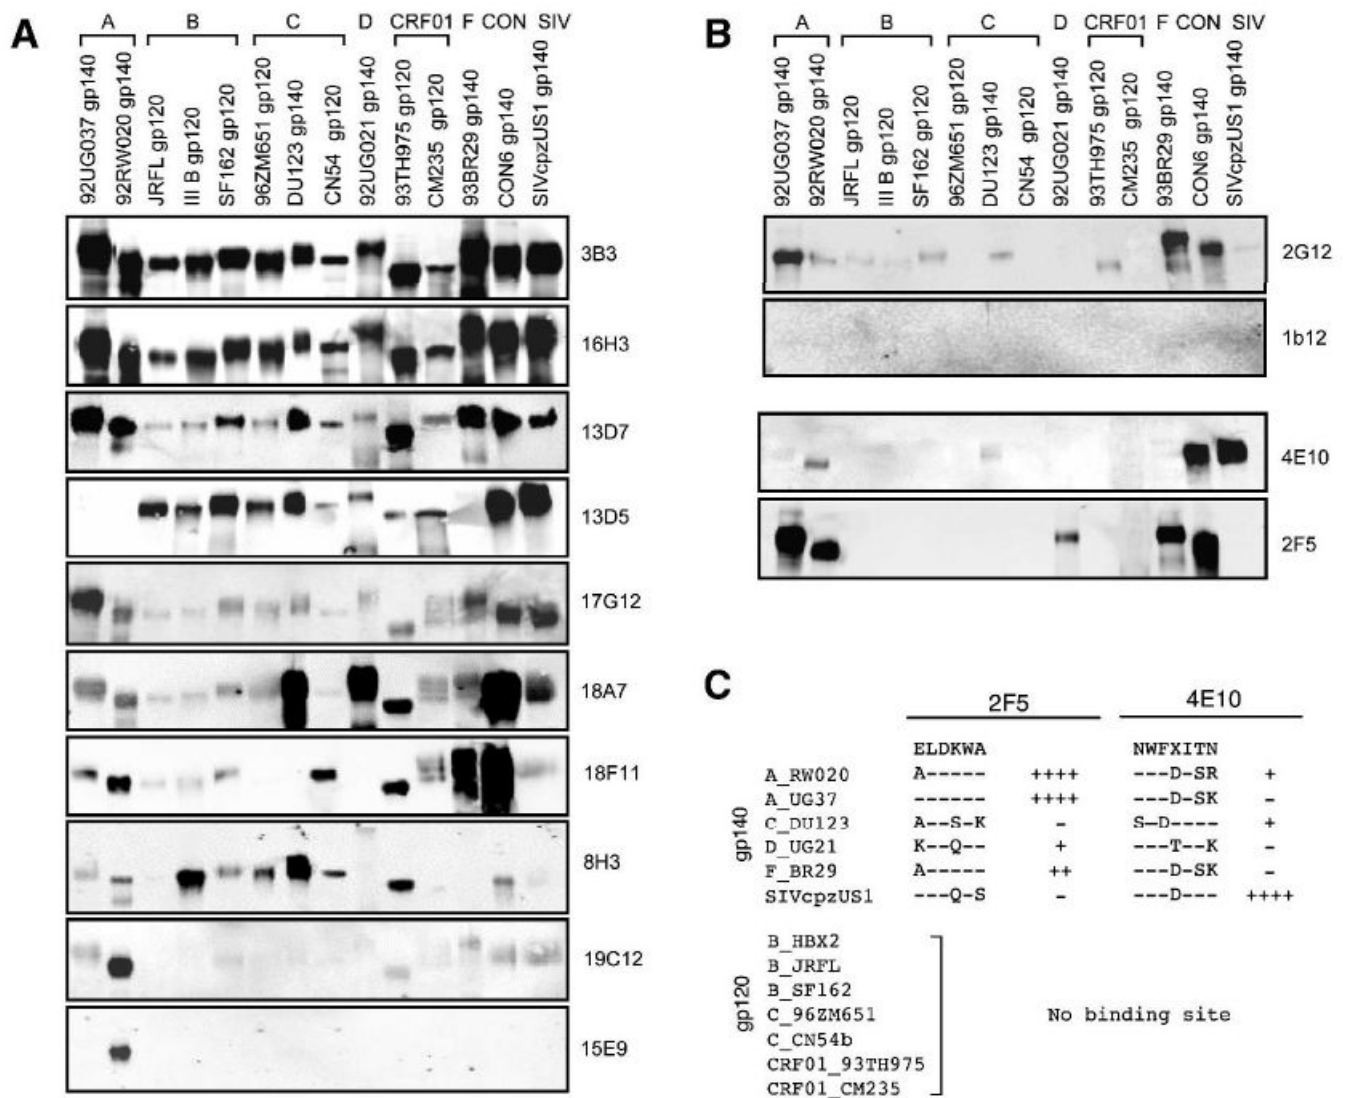 A
A B C D CRF01 F CON SIV
92UG037 gp140
92RW020 gp140
JRFL gp120
III B gp120
SF162 gp120
96ZM651 gp120
DU123 gp140
CN54 gp120
92UG021 gp140
93TH975 gp120
CM235 gp120
93BR29 gp140
CON6 gp140
SIVcpzUS1 gp140
3B3
16H3
13D7
13D5
17G12
18A7
18F11
8H3
19C12
15E9
B
A B C D CRF01 F CON SIV
92UG037 gp140
92RW020 gp140
JRFL gp120
III B gp120
SF162 gp120
96ZM651 gp120
DU123 gp140
CN54 gp120
92UG021 gp140
93TH975 gp120
CM235 gp120
93BR29 gp140
CON6 gp140
SIVcpzUS1 gp140
2G12
1b12
4E10
2F5
C
2F5 4E10
ELDKWA NWFXITN
gp140
A_RW020 A----- ++++ ---D-SR +
A_UG37 ------ ++++ ---D-SK –
C_DU123 A--S-K – S-D---- +
D_UG21 K--Q-- + ---T--K –
F_BR29 A----- ++ ---D-SK –
SIVcpzUS1 ---Q-S – ---D--- ++++
gp120
B_HBX2
B_JRFL
B_SF162
C_96ZM651
C_CN54b
CRF01_93TH975
CRF01_CM235
No binding site